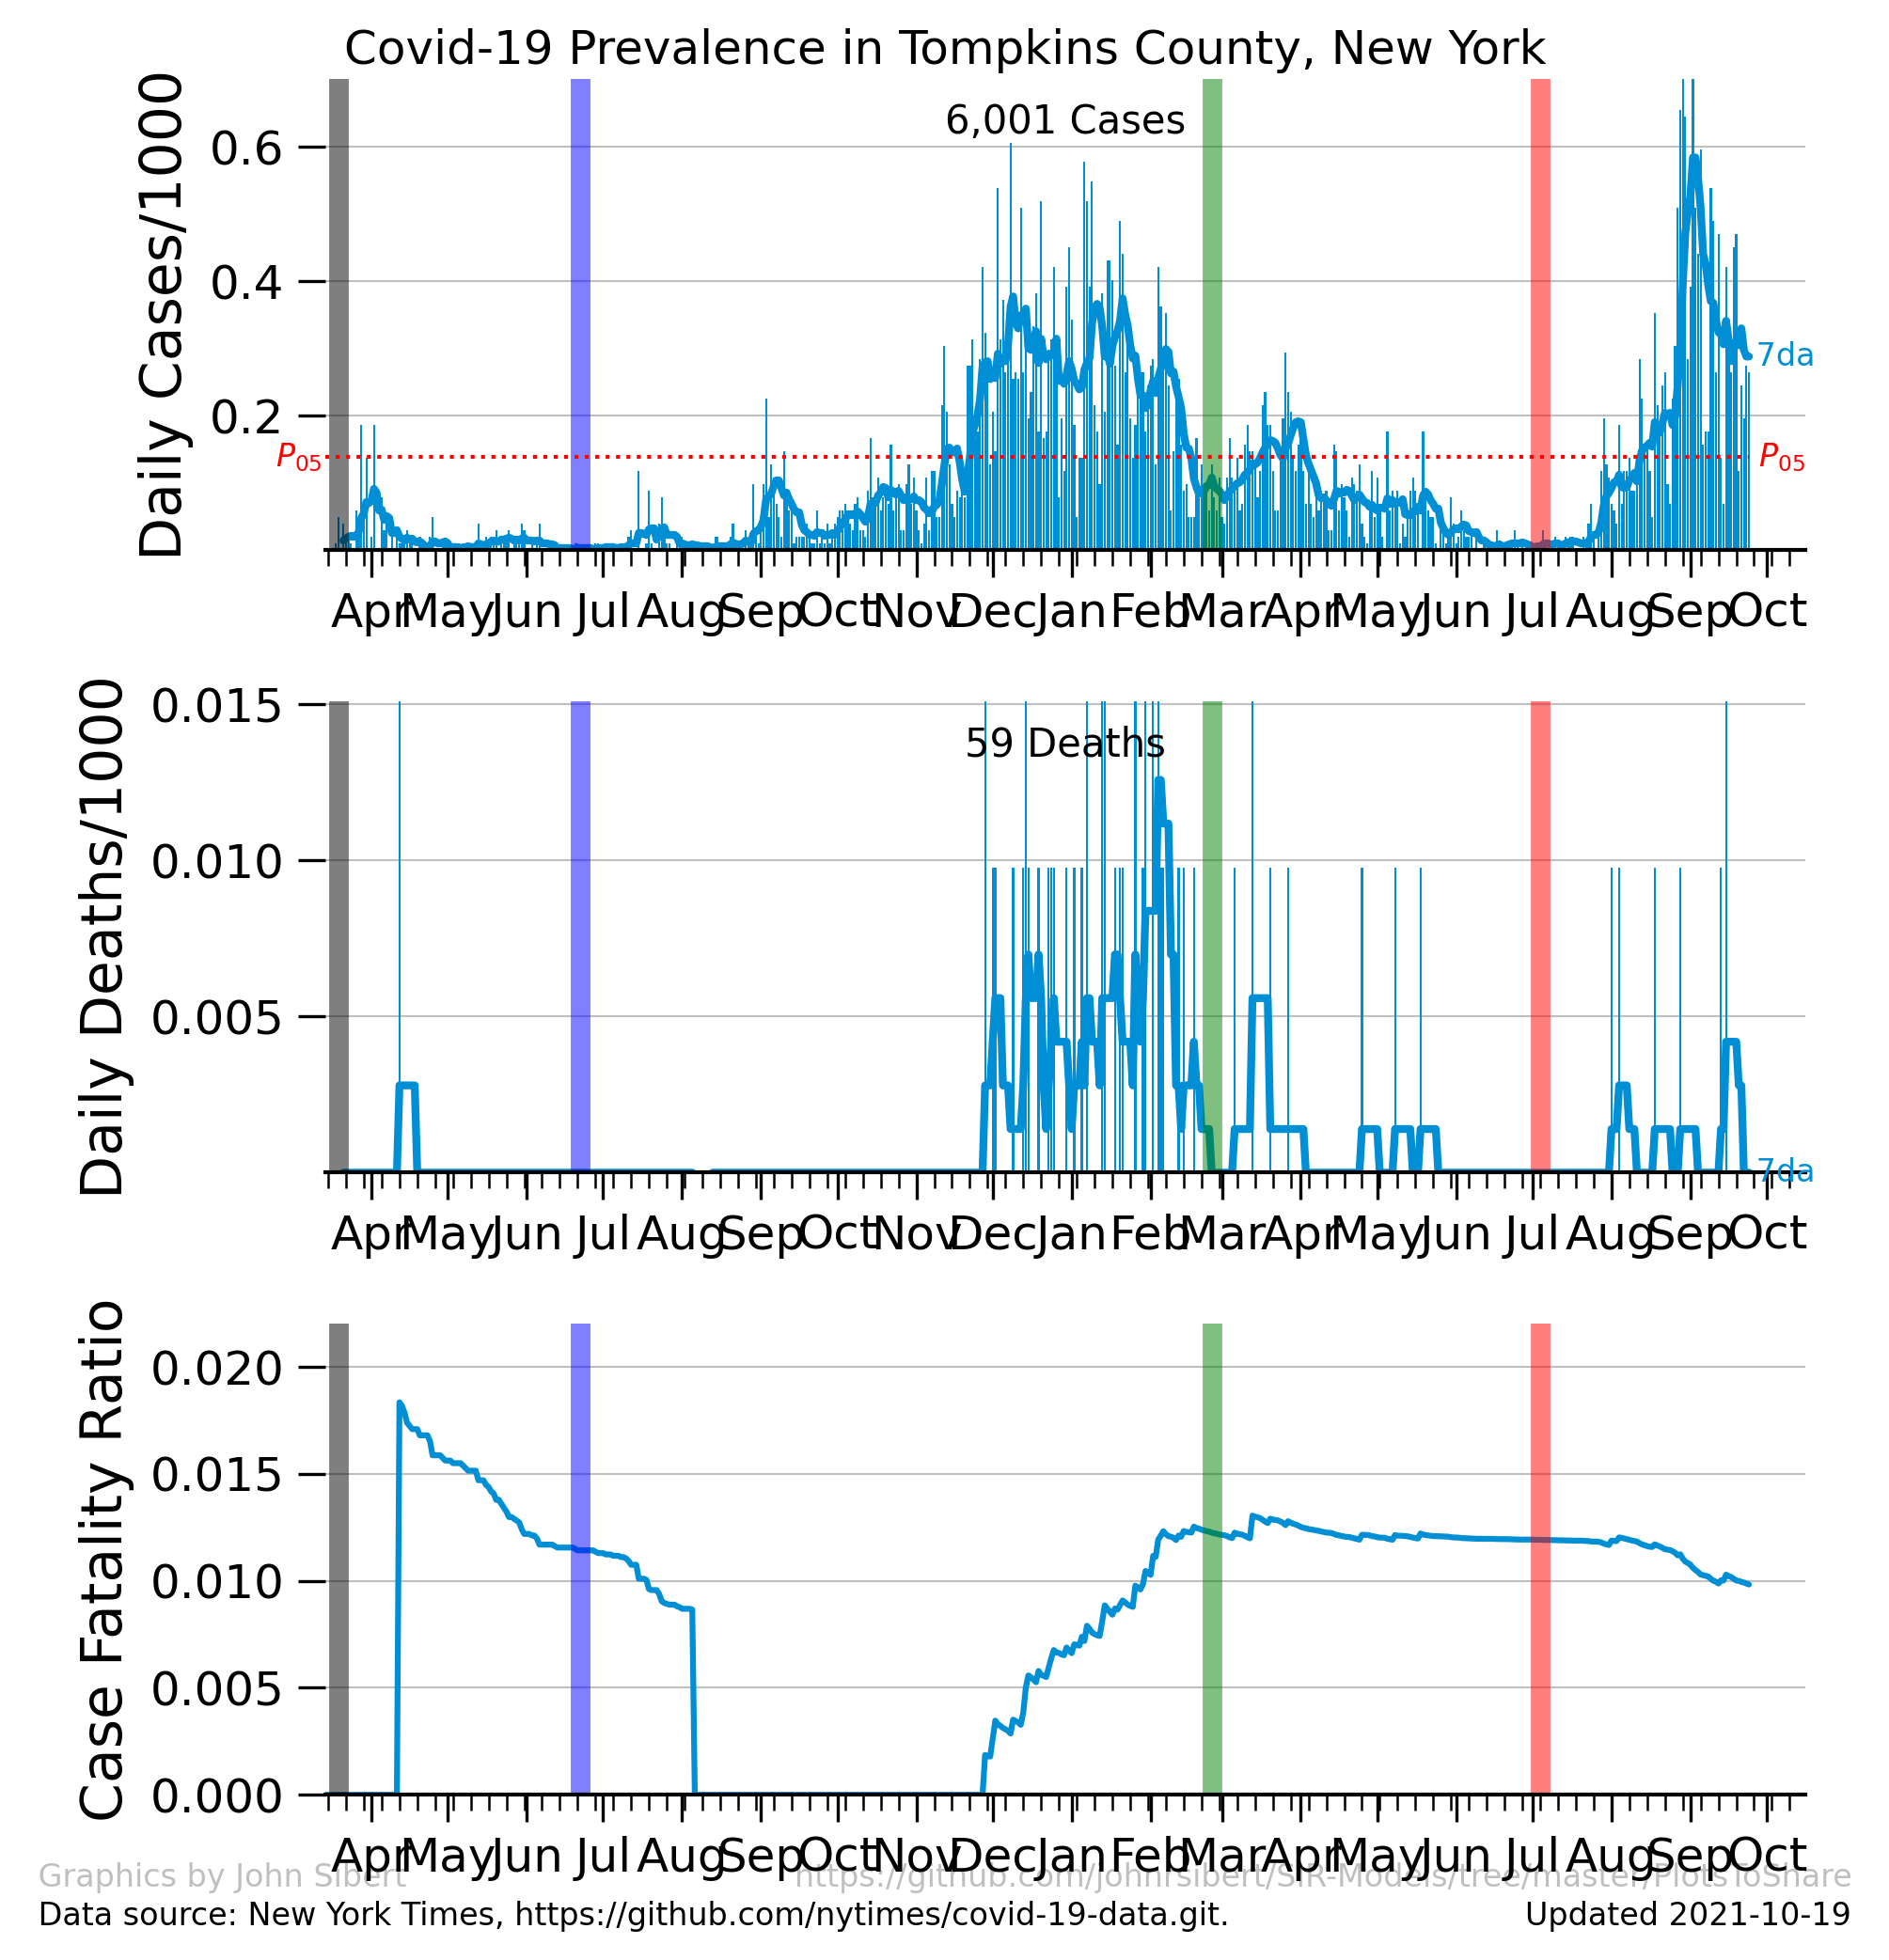 Covid-19 Prevalence in Tompkins County, New York
Daily Cases/1000
6,001 Cases
0.6
0.4
0.2
P05
P05
7da
Apr May Jun Jul Aug Sep Oct Nov Dec Jan Feb Mar Apr May Jun Jul Aug Sep Oct
Daily Deaths/1000
59 Deaths
0.015
0.010
0.005
7da
Apr May Jun Jul Aug Sep Oct Nov Dec Jan Feb Mar Apr May Jun Jul Aug Sep Oct
Case Fatality Ratio
0.020
0.015
0.010
0.005
0.000
Apr May Jun Jul Aug Sep Oct Nov Dec Jan Feb Mar Apr May Jun Jul Aug Sep Oct
Graphics by John Sibert https://github.com/johnrsibert/SIR-Models/tree/master/PlotsToShare
Data source: New York Times, https://github.com/nytimes/covid-19-data.git. Updated 2021-10-19